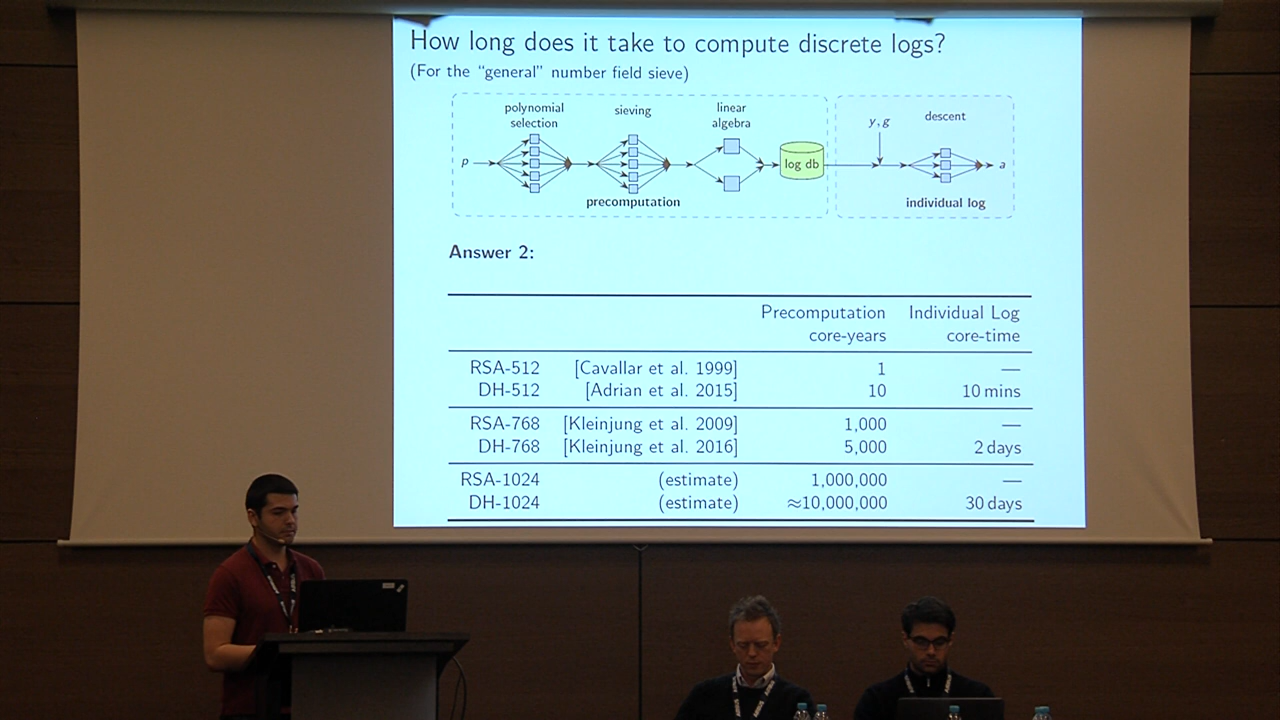 How long does it take to compute discrete logs?
(For the “general” number field sieve)
polynomial selection
sieving
linear algebra
y, g
descent
p
log db
a
precomputation
individual log
Answer 2:
Precomputation core-years
Individual Log core-time
RSA-512 [Cavallar et al. 1999] 1 —
DH-512 [Adrian et al. 2015] 10 10 mins
RSA-768 [Kleinjung et al. 2009] 1,000 —
DH-768 [Kleinjung et al. 2016] 5,000 2 days
RSA-1024 (estimate) 1,000,000 —
DH-1024 (estimate) ≈10,000,000 30 days